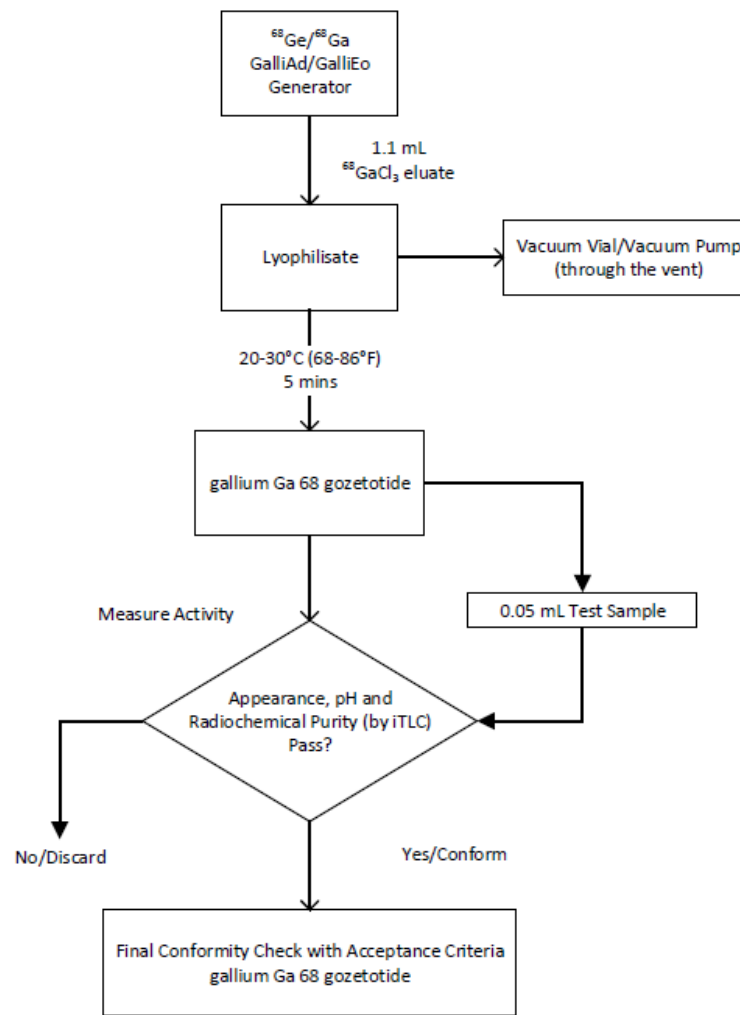 ⁶⁸Ge/⁶⁸Ga
GalliAd/GalliEo
Generator
1.1 mL
⁶⁸GaCl₃ eluate
Lyophilisate
Vacuum Vial/Vacuum Pump
(through the vent)
20-30°C (68-86°F)
5 mins
gallium Ga 68 gozetotide
0.05 mL Test Sample
Measure Activity
Appearance, pH and
Radiochemical Purity (by iTLC)
Pass?
No/Discard
Yes/Conform
Final Conformity Check with Acceptance Criteria
gallium Ga 68 gozetotide